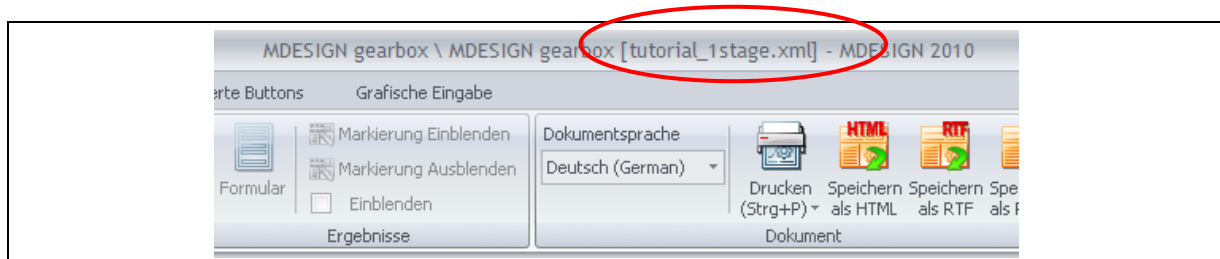 MDESIGN gearbox \ MDESIGN gearbox [tutorial_1stage.xml] - MDESIGN 2010
erte Buttons Grafische Eingabe
Formular
Markierung Einblenden
Markierung Ausblenden
Einblenden
Ergebnisse
Dokumentsprache
Deutsch (German)
Drucken
(Strg+P)
HTML
Speichern
als HTML
RTF
Speichern
als RTF
Spe
als
Dokument